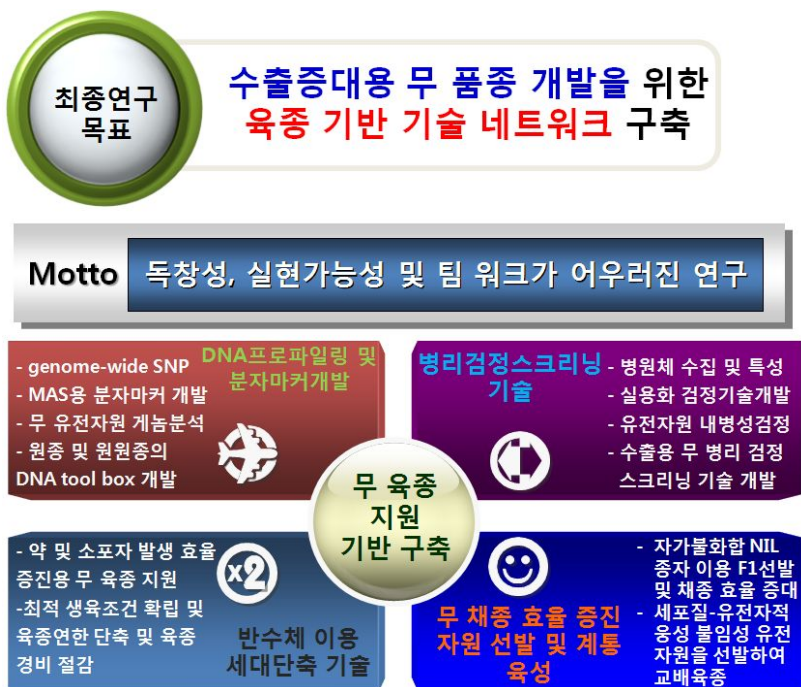 최종연구
목표
수출증대용 무 품종 개발을 위한
육종 기반 기술 네트워크 구축
Motto
독창성, 실현가능성 및 팀 워크가 어우러진 연구
- genome-wide SNP
- MAS용 분자마커 개발
- 무 유전자원 게놈분석
- 원종 및 원원종의
DNA tool box 개발
DNA프로파일링 및
분자마커개발
병리검정스크리닝
기술
- 병원체 수집 및 특성
- 실용화 검정기술개발
- 유전자원 내병성검정
- 수출용 무 병리 검정
스크리닝 기술 개발
무 육종
지원
기반 구축
- 약 및 소포자 발생 효율
증진용 무 육종 지원
-최적 생육조건 확립 및
육종연한 단축 및 육종
경비 절감
x2
반수체 이용
세대단축 기술
무 채종 효율 증진
자원 선발 및 계통
육성
- 자가불화합 NIL
종자 이용 F1선발
및 채종 효율 증대
- 세포질-유전자적
웅성 불임성 유전
자원을 선발하여
교배육종